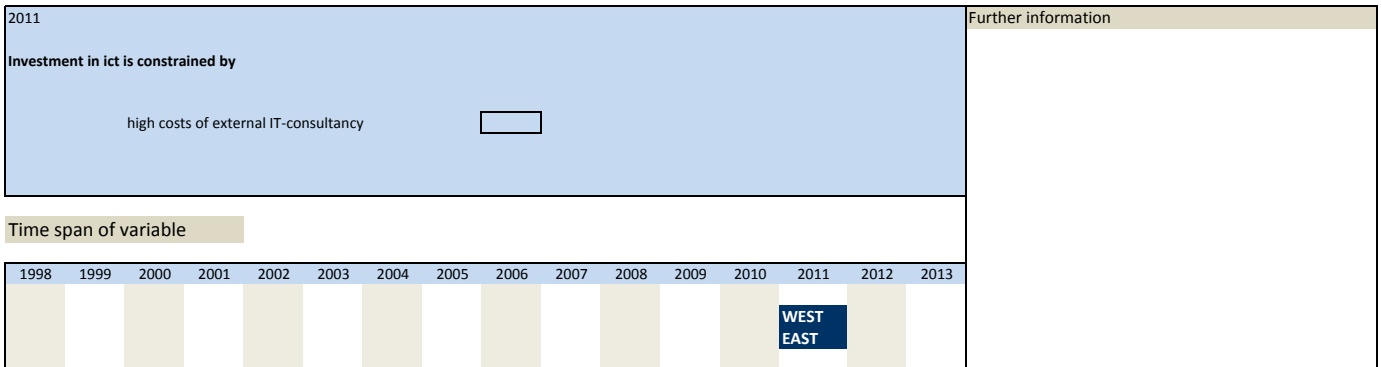 2011
Further information
Investment in ict is constrained by
high costs of external IT-consultancy
Time span of variable
1998 1999 2000 2001 2002 2003 2004 2005 2006 2007 2008 2009 2010 2011 2012 2013
WEST
EAST